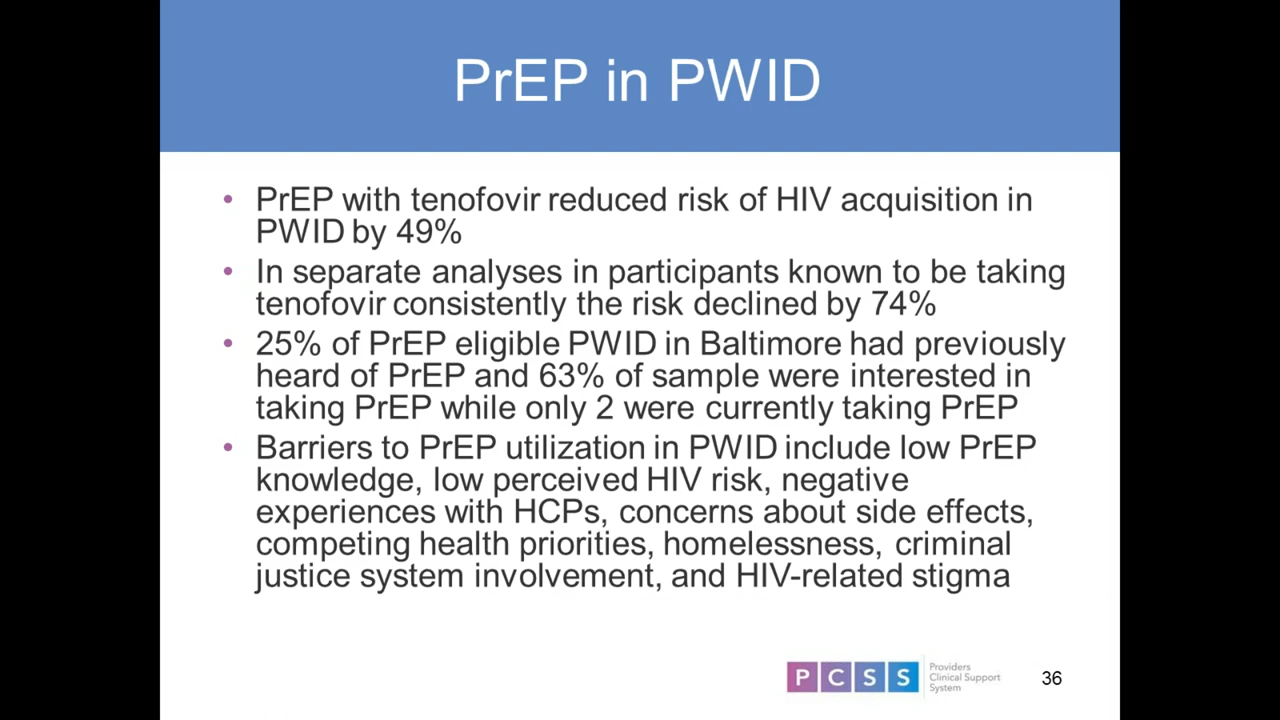 PrEP in PWID
• PrEP with tenofovir reduced risk of HIV acquisition in
PWID by 49%
• In separate analyses in participants known to be taking
tenofovir consistently the risk declined by 74%
• 25% of PrEP eligible PWID in Baltimore had previously
heard of PrEP and 63% of sample were interested in
taking PrEP while only 2 were currently taking PrEP
• Barriers to PrEP utilization in PWID include low PrEP
knowledge, low perceived HIV risk, negative
experiences with HCPs, concerns about side effects,
competing health priorities, homelessness, criminal
justice system involvement, and HIV-related stigma
PCSS
Providers
Clinical Support
System
36